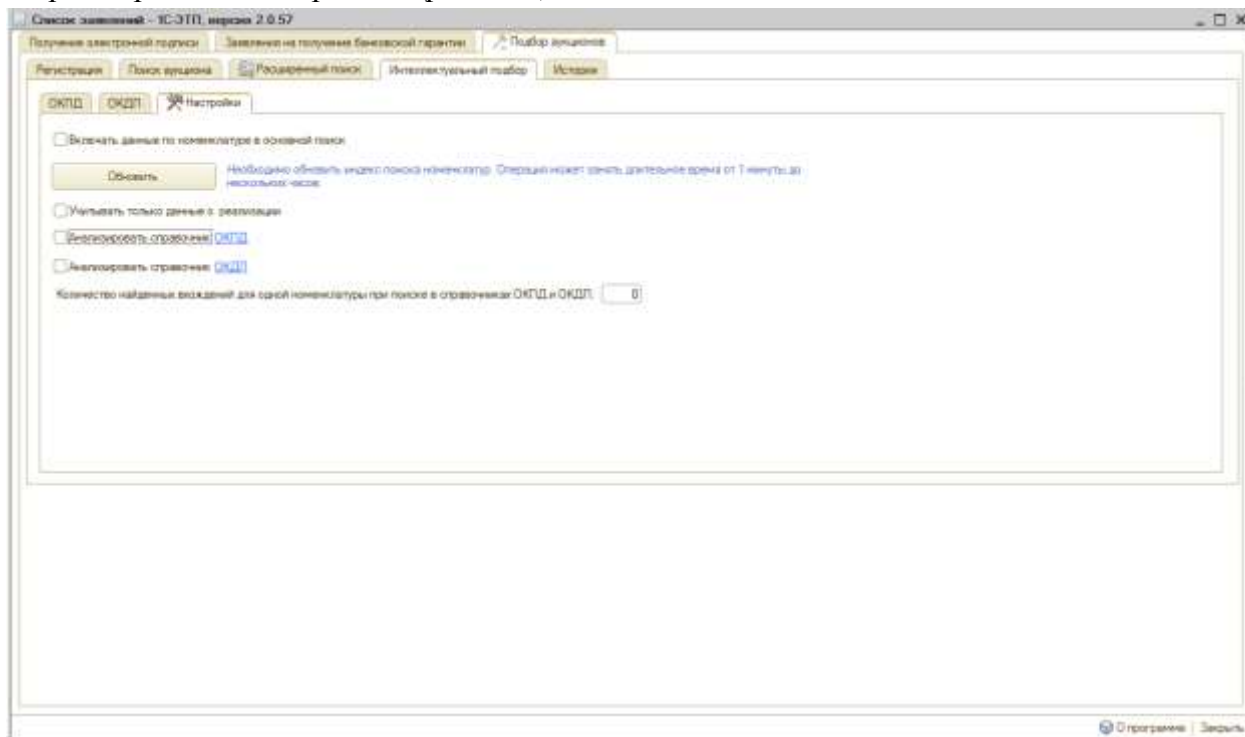 Список заявлений - 1С-ЭТП, версия 2.0.57
Получение электронной подписи
Заявления на получение банковской гарантии
Подбор аукционов
Регистрация
Поиск аукциона
Расширенный поиск
Интеллектуальный подбор
История
ОКПД
ОКДП
Настройки
Включать данные по номенклатуре в основной поиск
Обновить
Необходимо обновить индекс поиска номенклатур. Операция может занять длительное время от 1 минуты до
нескольких часов.
Учитывать только данные о реализации
Анализировать справочник ОКПД
Анализировать справочник ОКДП
Количество найденных вхождений для одной номенклатуры при поиске в справочниках ОКПД и ОКДП: 0
О программе Закрыть